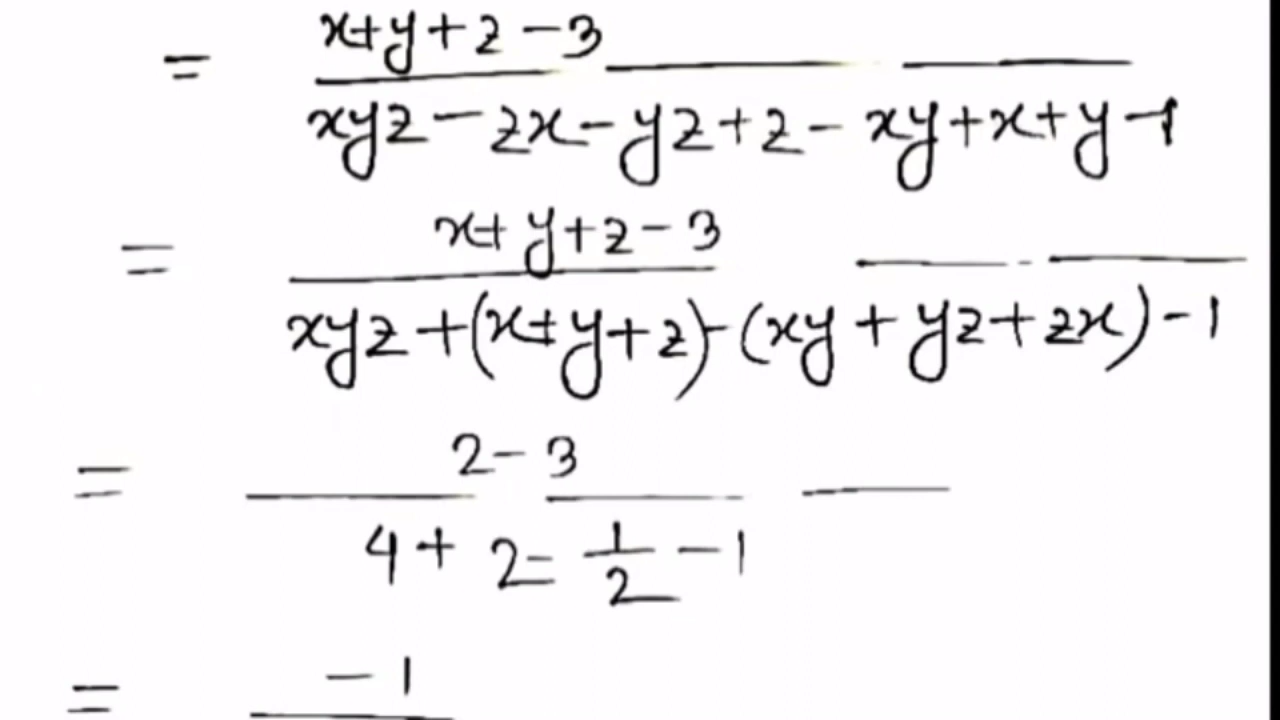 = x+y+z-3
xyz-zx-yz+z-xy+x+y-1
= x+y+z-3
xyz+(x+y+z)-(xy+yz+zx)-1
= 2-3
4+2-1/2-1
= -1